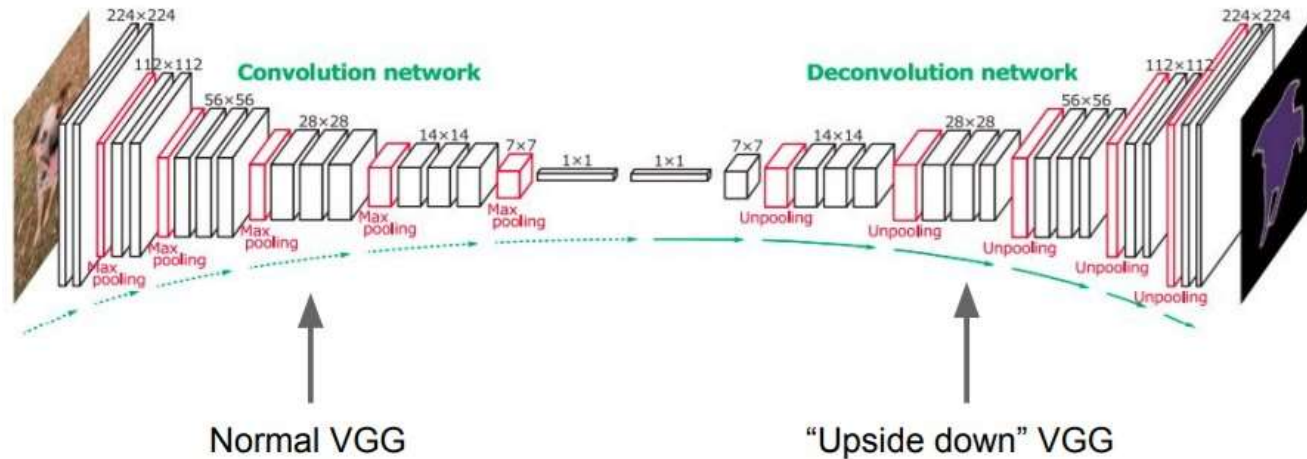 224×224
112×112
56×56
Convolution network
28×28
14×14
7×7
1×1
1×1
7×7
14×14
Deconvolution network
28×28
56×56
112×112
224×224
Max
pooling
Max
pooling
Max
pooling
Max
pooling
Max
pooling
Unpooling
Unpooling
Unpooling
Unpooling
Unpooling
Normal VGG
“Upside down” VGG